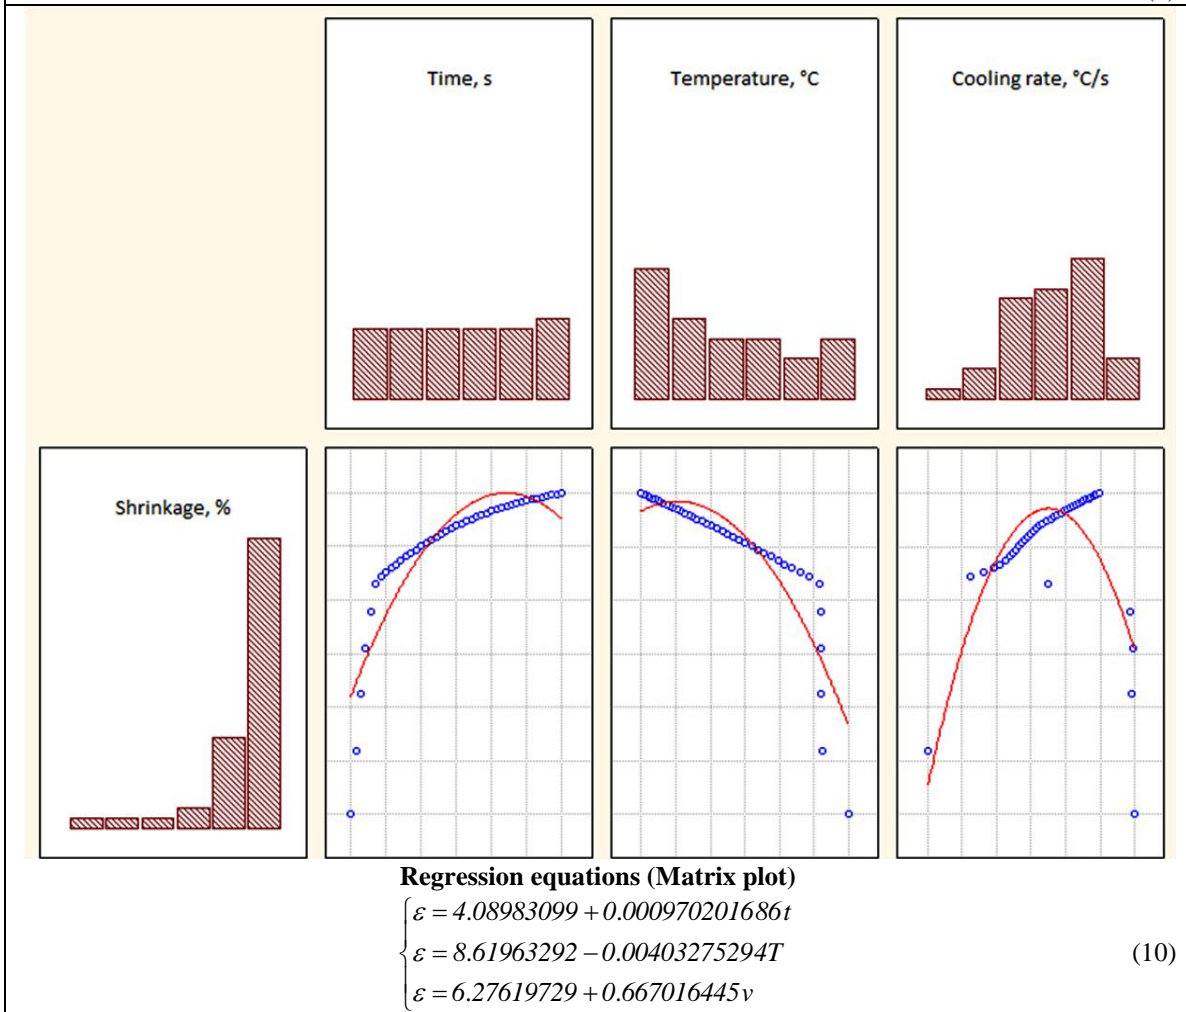 Time, s
Temperature, °C
Cooling rate, °C/s
Shrinkage, %
Regression equations (Matrix plot)
ε = 4.08983099 + 0.000970201686t
ε = 8.61963292 − 0.00403275294T
(10)
ε = 6.27619729 + 0.667016445v